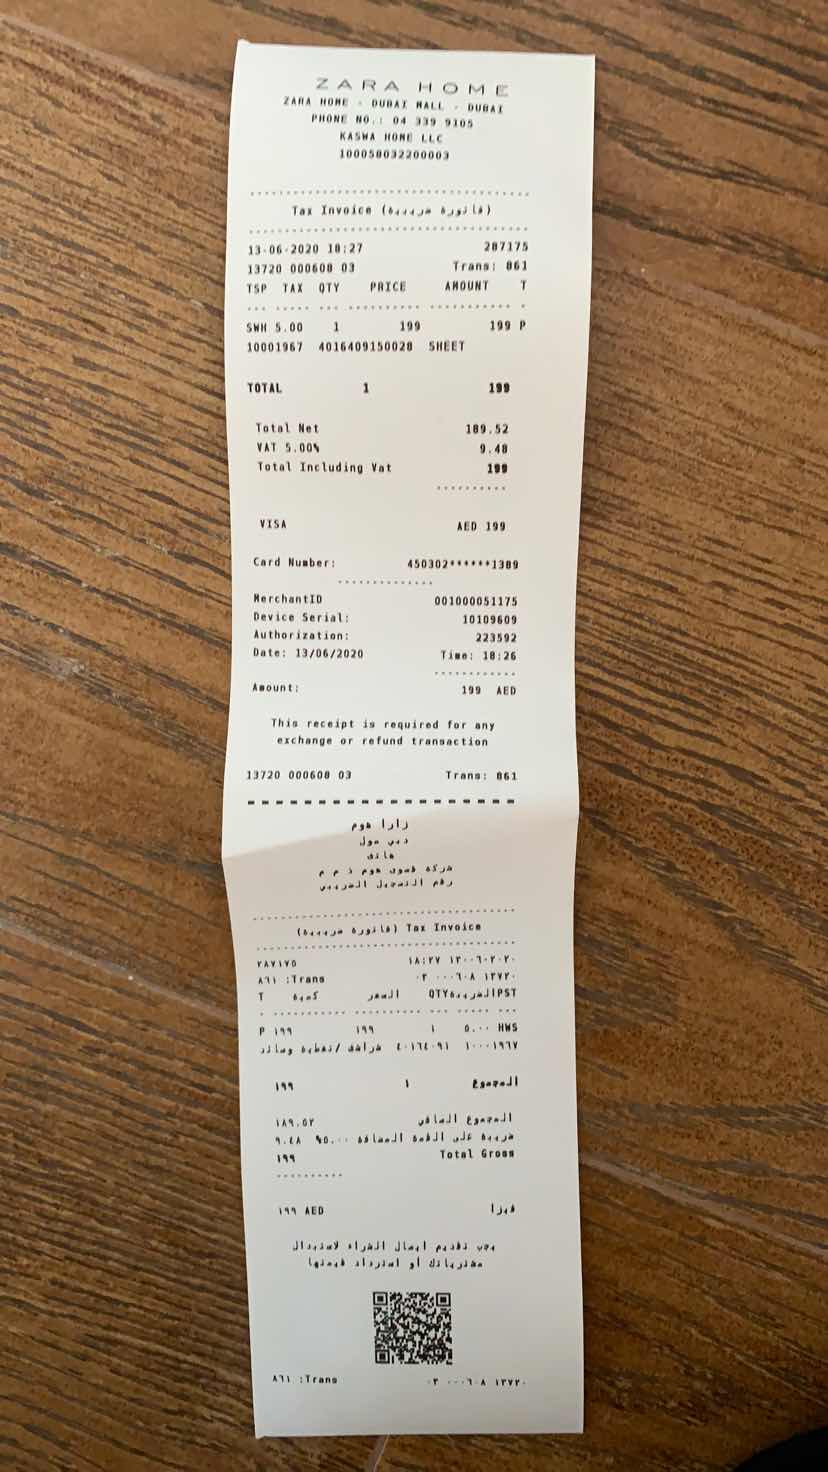 ZARA HOME
ZARA HOME - DUBAI MALL - DUBAI
PHONE NO.: 04 339 9105
KASWA HOME LLC
100058032200003
Tax Invoice (فاتورة ضريبية)
13-06-2020 18:27 287175
13720 000608 03 Trans: 861
TSP TAX QTY PRICE AMOUNT T
SWH 5.00 1 199 199 P
10001967 4016409150028 SHEET
TOTAL 1 199
Total Net 189.52
VAT 5.00% 9.48
Total Including Vat 199
VISA AED 199
Card Number: 450302******1389
MerchantID 001000051175
Device Serial: 10109609
Authorization: 223592
Date: 13/06/2020 Time: 18:26
Amount: 199 AED
This receipt is required for any
exchange or refund transaction
13720 000608 03 Trans: 861
زارا هوم
دبي مول
هاتف
شركة قسوى هوم ذ م م
رقم التسجيل الضريبي
Tax Invoice (فاتورة ضريبية)
٢٨٧١٧٥ ١٨:٢٧ ١٣-٠٦-٢٠٢٠
٨٦١ :Trans ٠٣ ٠٠٠٦٠٨ ١٣٧٢٠
T كمية السعر QTYالضريبةPST
P ١٩٩ ١٩٩ ١ ٥.٠٠ HWS
١٠٠٠١٩٦٧ ٤٠١٦٤٠٩١ شراشف /تغطية وسائد
المجموع ١ ١٩٩
المجموع الصافي ١٨٩.٥٢
ضريبة على القمة المضافة ٥.٠٠% ٩.٤٨
Total Gross ١٩٩
فيزا ١٩٩ AED
يجب تقديم ايصال الشراء لاستبدال
مشترياتك أو استرداد قيمتها
٨٦١ :Trans ٠٣ ٠٠٠٦٠٨ ١٣٧٢٠